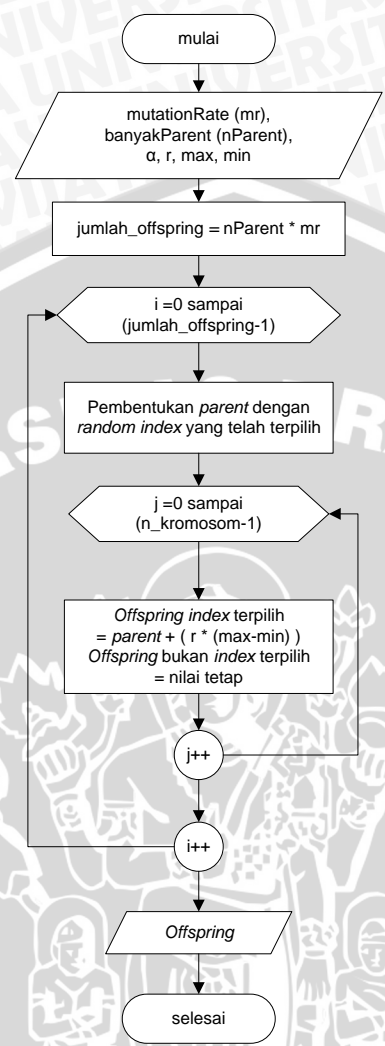 mulai
mutationRate (mr),
banyakParent (nParent),
α, r, max, min
jumlah_offspring = nParent * mr
i =0 sampai
(jumlah_offspring-1)
Pembentukan parent dengan
random index yang telah terpilih
j =0 sampai
(n_kromosom-1)
Offspring index terpilih
= parent + ( r * (max-min) )
Offspring bukan index terpilih
= nilai tetap
j++
i++
Offspring
selesai